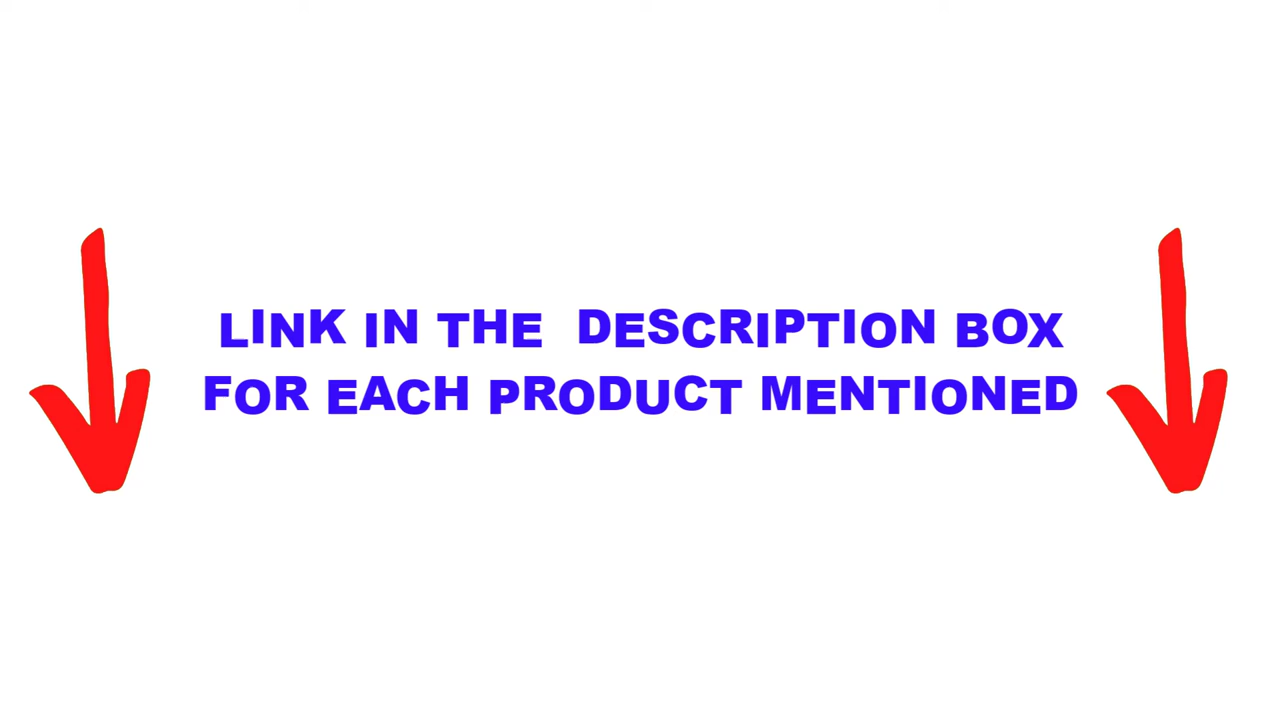 LINK IN THE DESCRIPTION BOX
FOR EACH PRODUCT MENTIONED